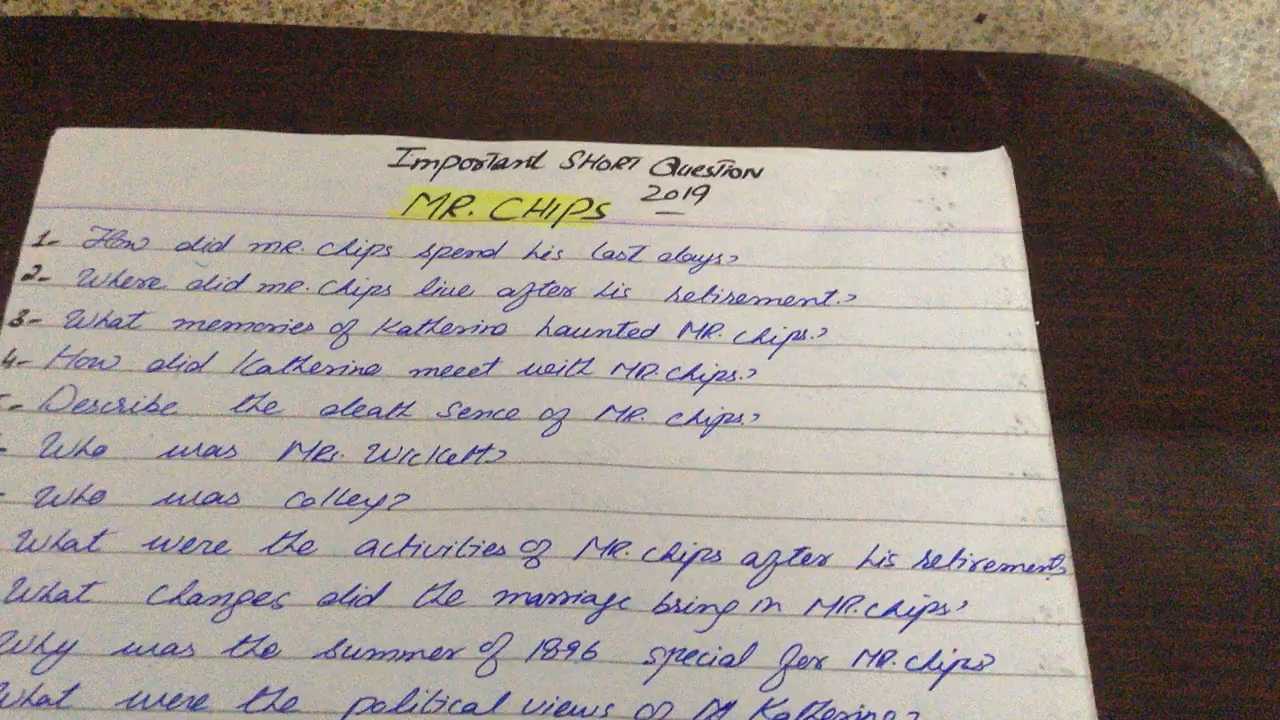 Important SHORT Question
2019
MR. CHIPS
1- How did mr. chips spend his last days?
2- Where did mr. chips live after his retirement?
3- What memories of Katherine haunted MR. chips?
4- How did Katherine meeet with MR. chips?
- Describe the death sence of MR. chips?
- Who was MRs. Wickett?
- Who was colley?
What were the activities of MR. chips after his retirement?
What changes did the marriage bring in MR. chips?
Why was the summer of 1896 special for MR. chips?
What were the political views of Katherine?